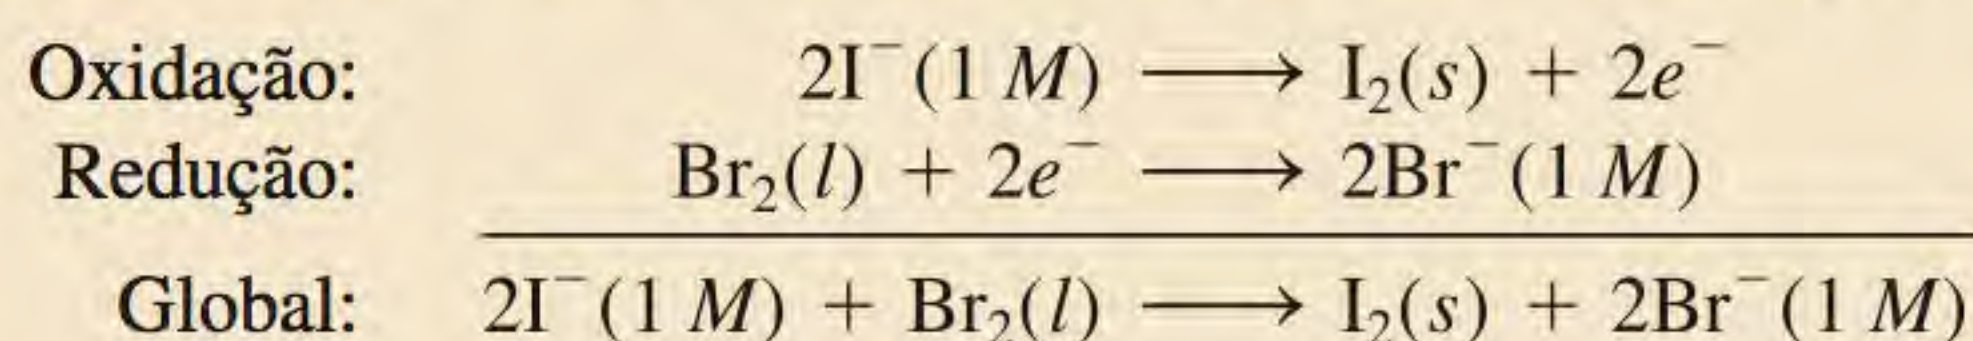 Oxidação: 2I⁻(1 M) ⟶ I₂(s) + 2e⁻
Redução: Br₂(l) + 2e⁻ ⟶ 2Br⁻(1 M)
Global: 2I⁻(1 M) + Br₂(l) ⟶ I₂(s) + 2Br⁻(1 M)